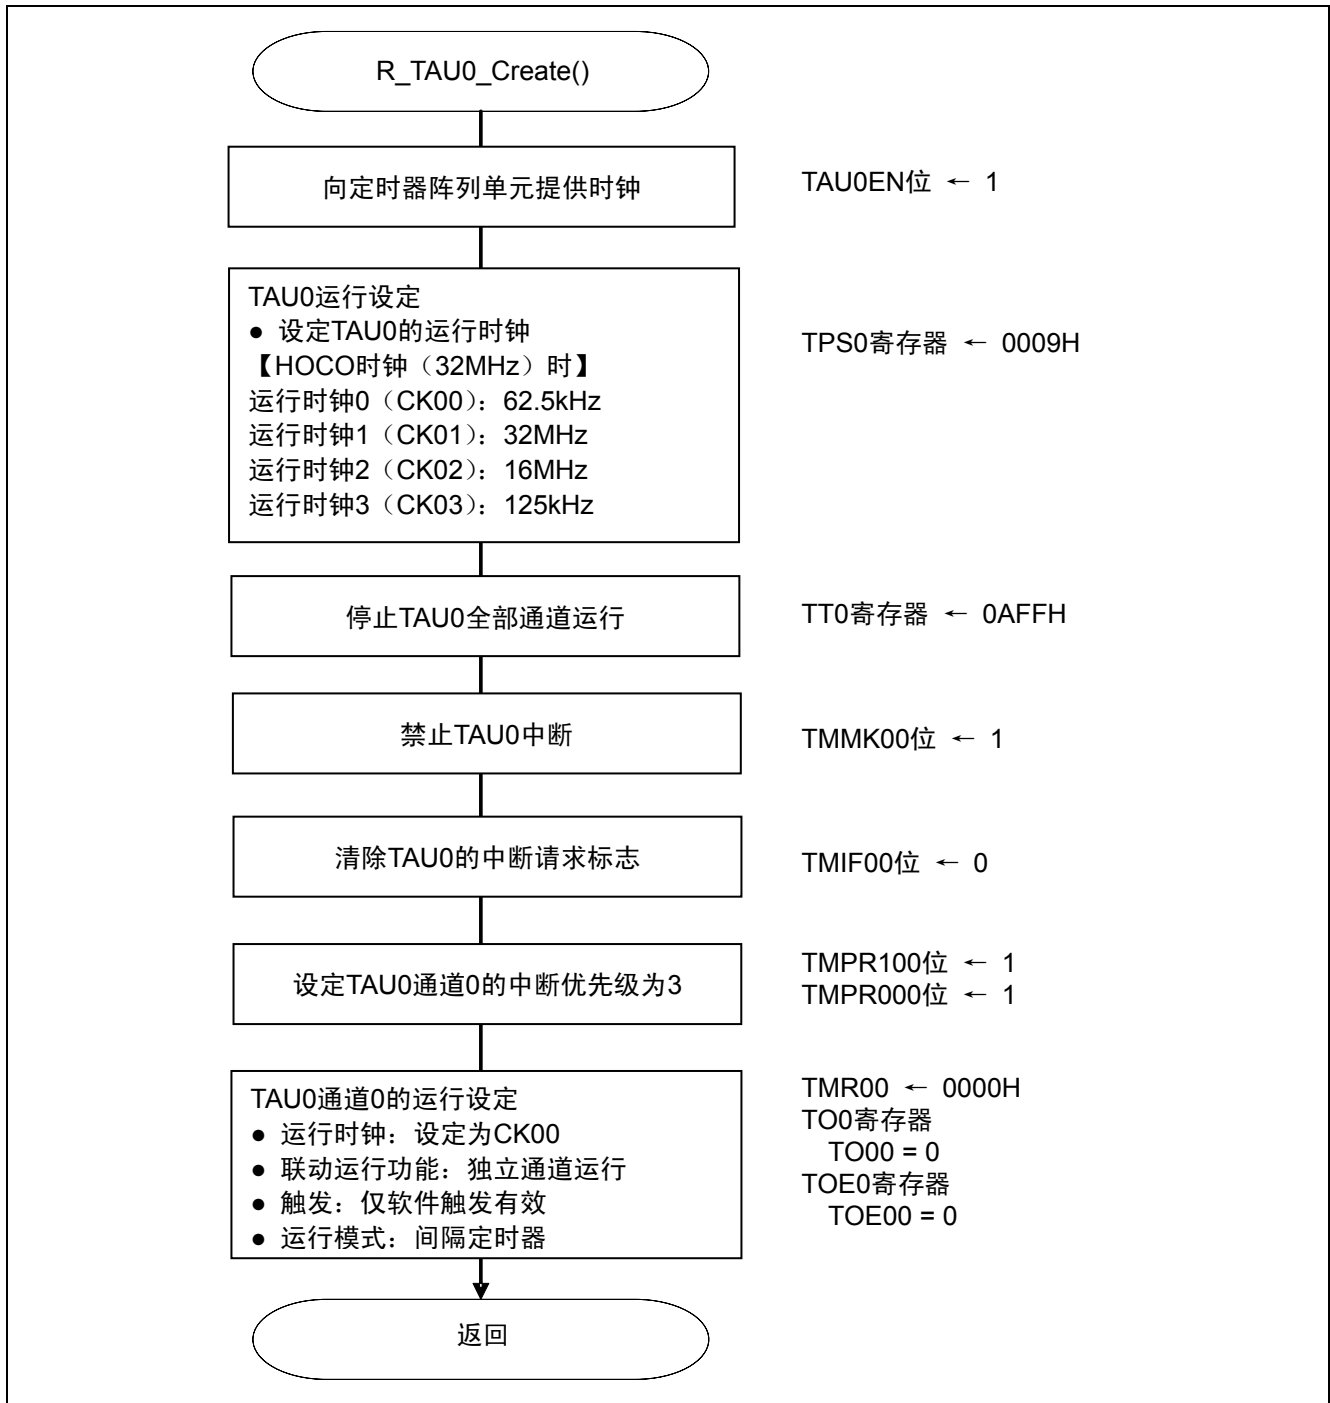 R_TAU0_Create()
向定时器阵列单元提供时钟
TAU0EN位 ← 1
TAU0运行设定
● 设定TAU0的运行时钟
【HOCO时钟（32MHz）时】
运行时钟0（CK00）：62.5kHz
运行时钟1（CK01）：32MHz
运行时钟2（CK02）：16MHz
运行时钟3（CK03）：125kHz
TPS0寄存器 ← 0009H
停止TAU0全部通道运行
TT0寄存器 ← 0AFFH
禁止TAU0中断
TMMK00位 ← 1
清除TAU0的中断请求标志
TMIF00位 ← 0
设定TAU0通道0的中断优先级为3
TMPR100位 ← 1
TMPR000位 ← 1
TAU0通道0的运行设定
● 运行时钟：设定为CK00
● 联动运行功能：独立通道运行
● 触发：仅软件触发有效
● 运行模式：间隔定时器
TMR00 ← 0000H
TO0寄存器
TO00 = 0
TOE0寄存器
TOE00 = 0
返回